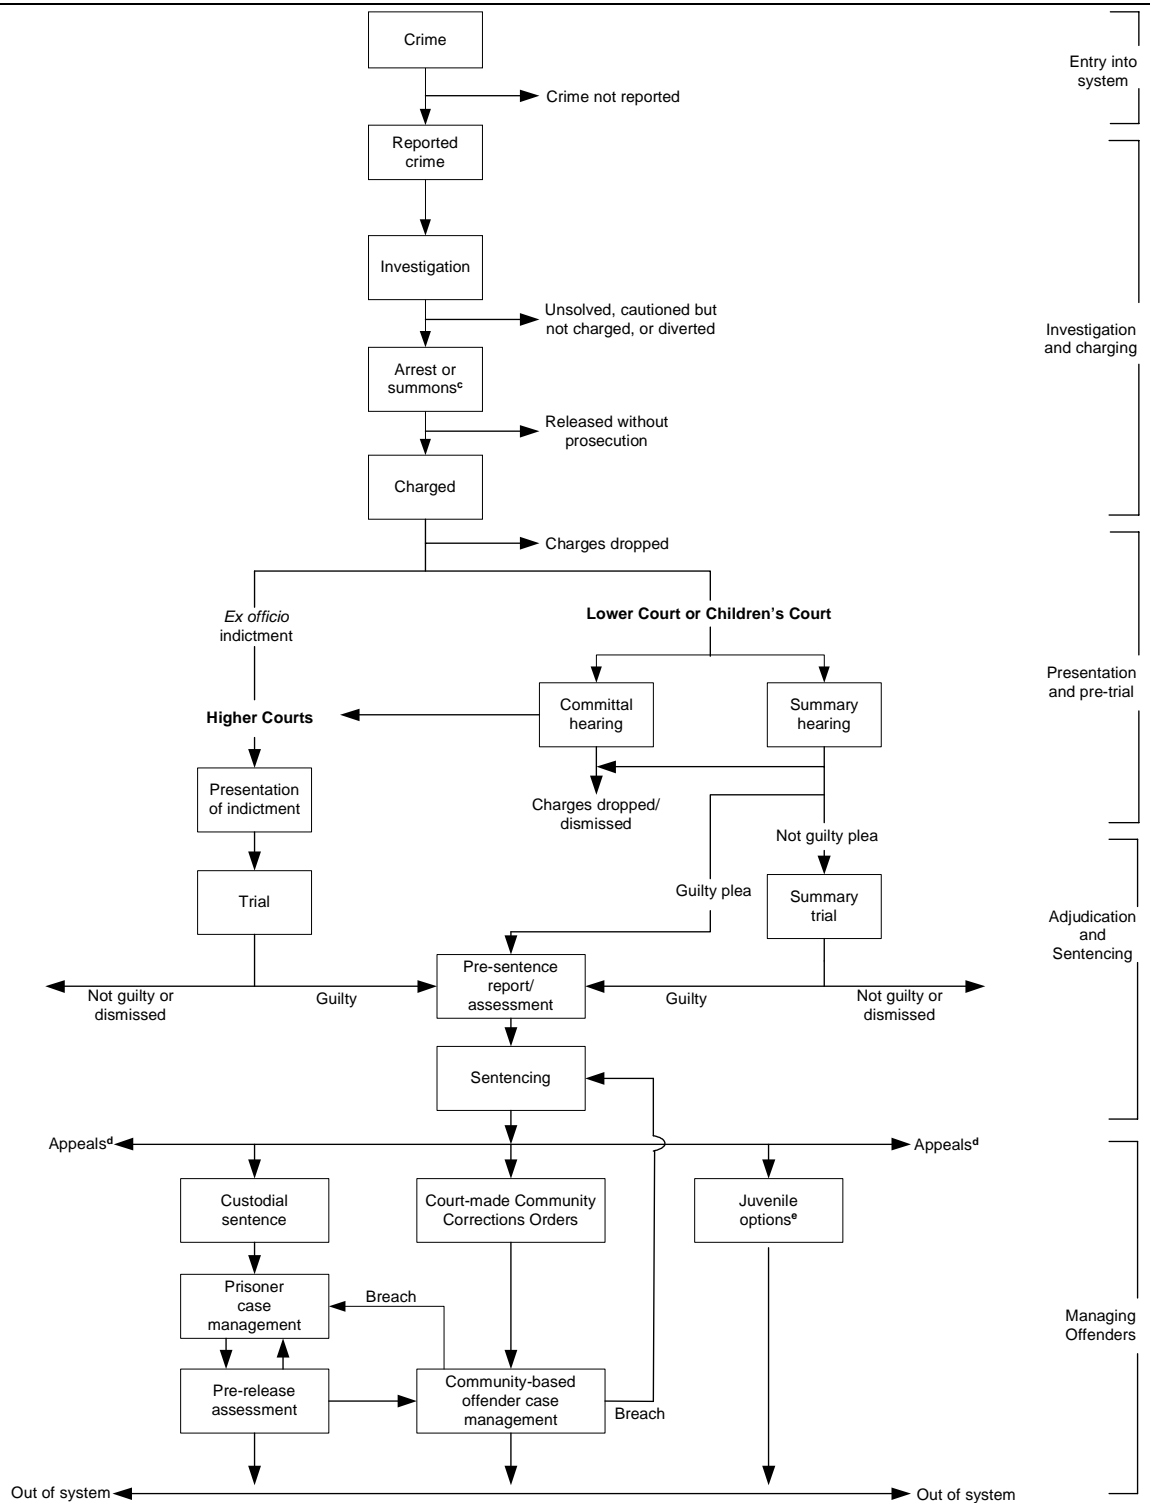 Crime
Entry into
system
Crime not reported
Reported
crime
Investigation
Unsolved, cautioned but
not charged, or diverted
Investigation
and charging
Arrest or
summonsᶜ
Released without
prosecution
Charged
Charges dropped
Ex officio
indictment
Lower Court or Children's Court
Presentation
and pre-trial
Committal
hearing
Summary
hearing
Higher Courts
Presentation
of indictment
Charges dropped/
dismissed
Not guilty plea
Trial
Guilty plea
Summary
trial
Adjudication
and
Sentencing
Pre-sentence
report/
assessment
Not guilty or
dismissed
Guilty
Guilty
Not guilty or
dismissed
Sentencing
Appealsᵈ
Appealsᵈ
Custodial
sentence
Court-made Community
Corrections Orders
Juvenile
optionsᵉ
Prisoner
case
management
Breach
Managing
Offenders
Pre-release
assessment
Community-based
offender case
management
Breach
Out of system
Out of system